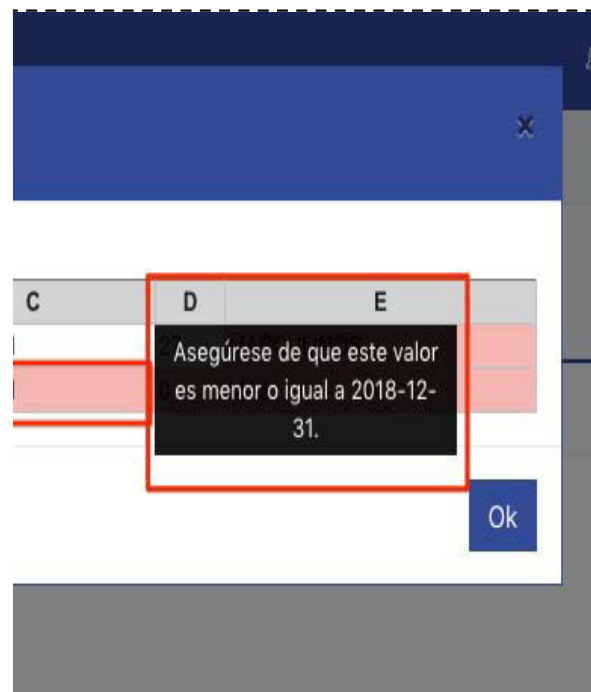 ×
C D E
Asegúrese de que este valor
es menor o igual a 2018-12-
31.
Ok